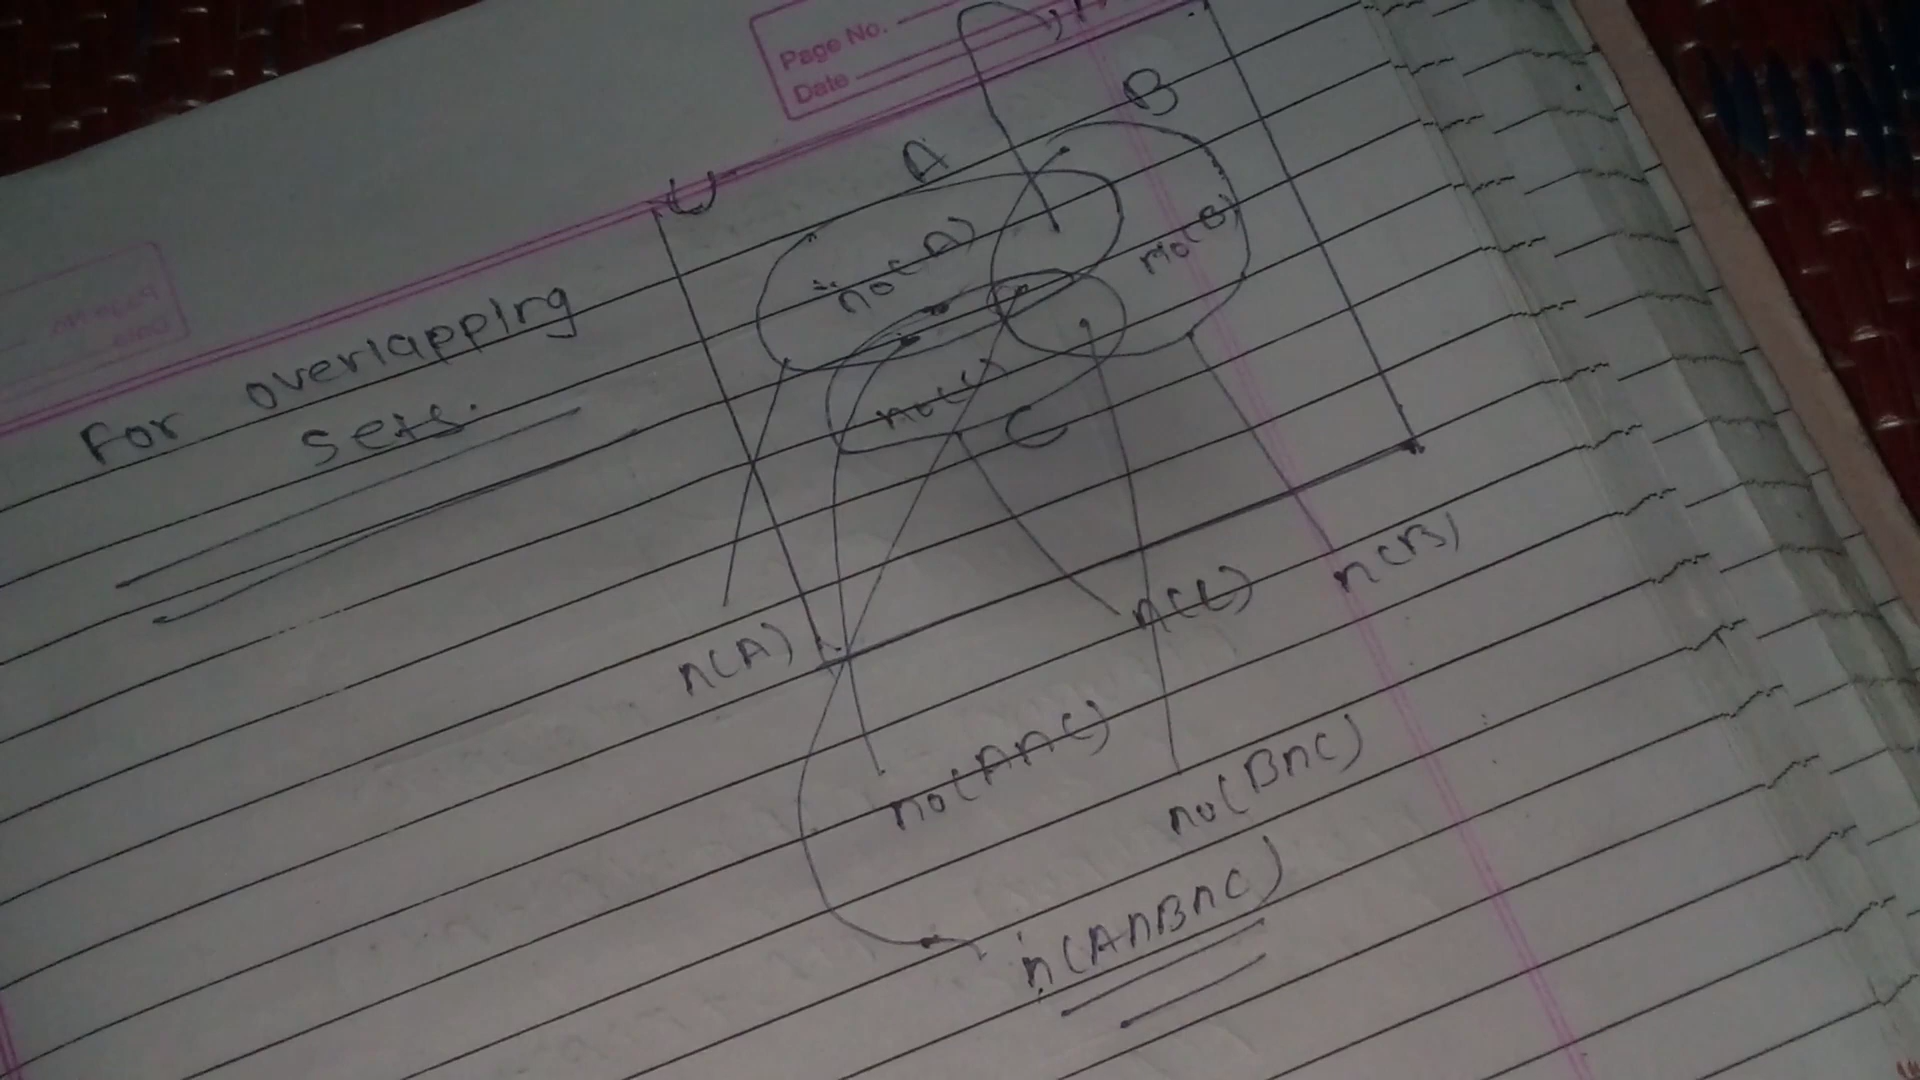 Page No.
Date
B
A
U
no(A)
no(B)
For overlapping
sets.
no(C)
C
n(B)
n(C)
n(A)
no(A∩C)
no(B∩C)
n(A∩B∩C)